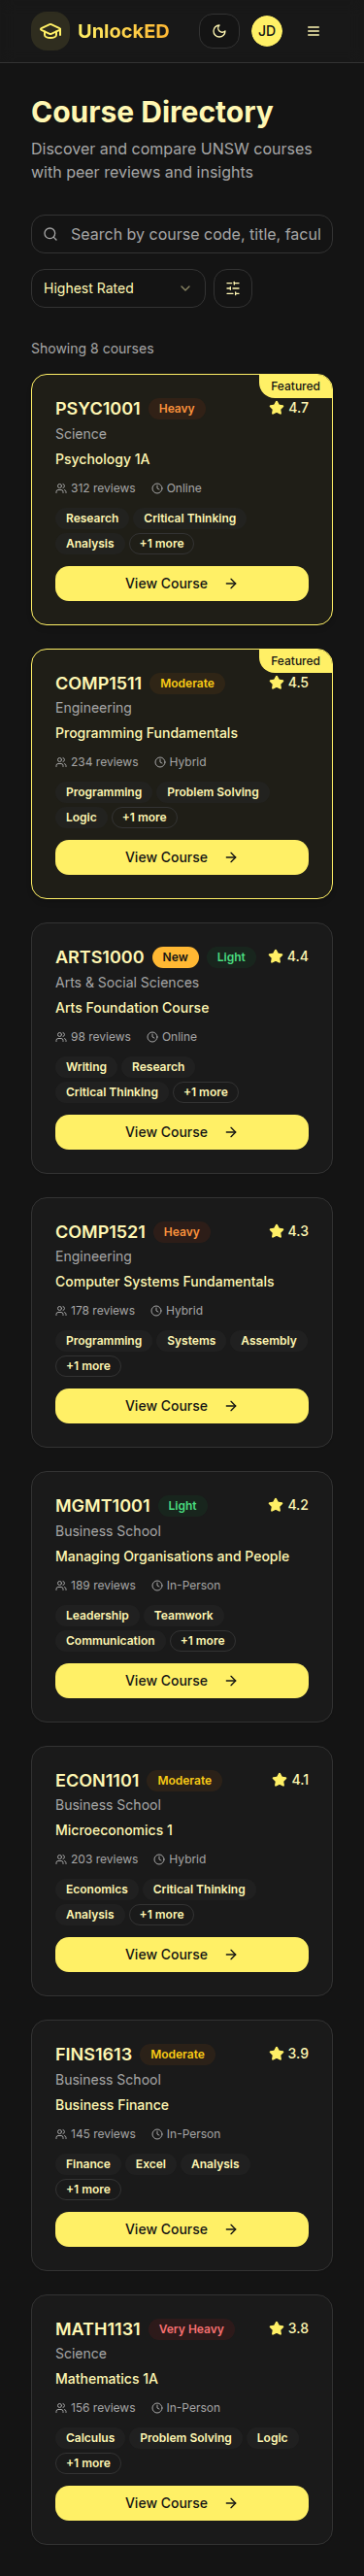 UnlockED
JD
Course Directory
Discover and compare UNSW courses
with peer reviews and insights
Search by course code, title, facul
Highest Rated
Showing 8 courses
Featured
PSYC1001 Heavy 4.7
Science
Psychology 1A
312 reviews Online
Research Critical Thinking
Analysis +1 more
View Course
Featured
COMP1511 Moderate 4.5
Engineering
Programming Fundamentals
234 reviews Hybrid
Programming Problem Solving
Logic +1 more
View Course
ARTS1000 New Light 4.4
Arts & Social Sciences
Arts Foundation Course
98 reviews Online
Writing Research
Critical Thinking +1 more
View Course
COMP1521 Heavy 4.3
Engineering
Computer Systems Fundamentals
178 reviews Hybrid
Programming Systems Assembly
+1 more
View Course
MGMT1001 Light 4.2
Business School
Managing Organisations and People
189 reviews In-Person
Leadership Teamwork
Communication +1 more
View Course
ECON1101 Moderate 4.1
Business School
Microeconomics 1
203 reviews Hybrid
Economics Critical Thinking
Analysis +1 more
View Course
FINS1613 Moderate 3.9
Business School
Business Finance
145 reviews In-Person
Finance Excel Analysis
+1 more
View Course
MATH1131 Very Heavy 3.8
Science
Mathematics 1A
156 reviews In-Person
Calculus Problem Solving Logic
+1 more
View Course